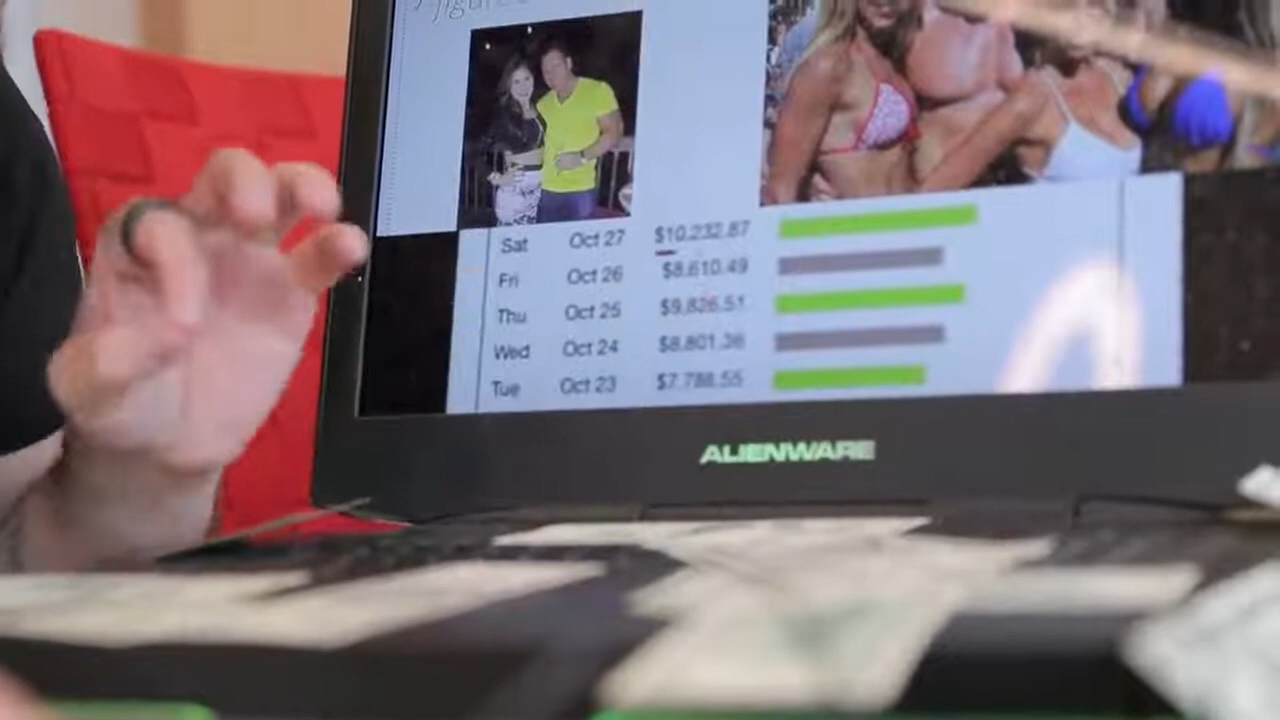 Sat Oct 27 $10,232.87
Fri Oct 26 $8,610.49
Thu Oct 25 $9,826.51
Wed Oct 24 $8,801.36
Tue Oct 23 $7,788.55
ALIENWARE